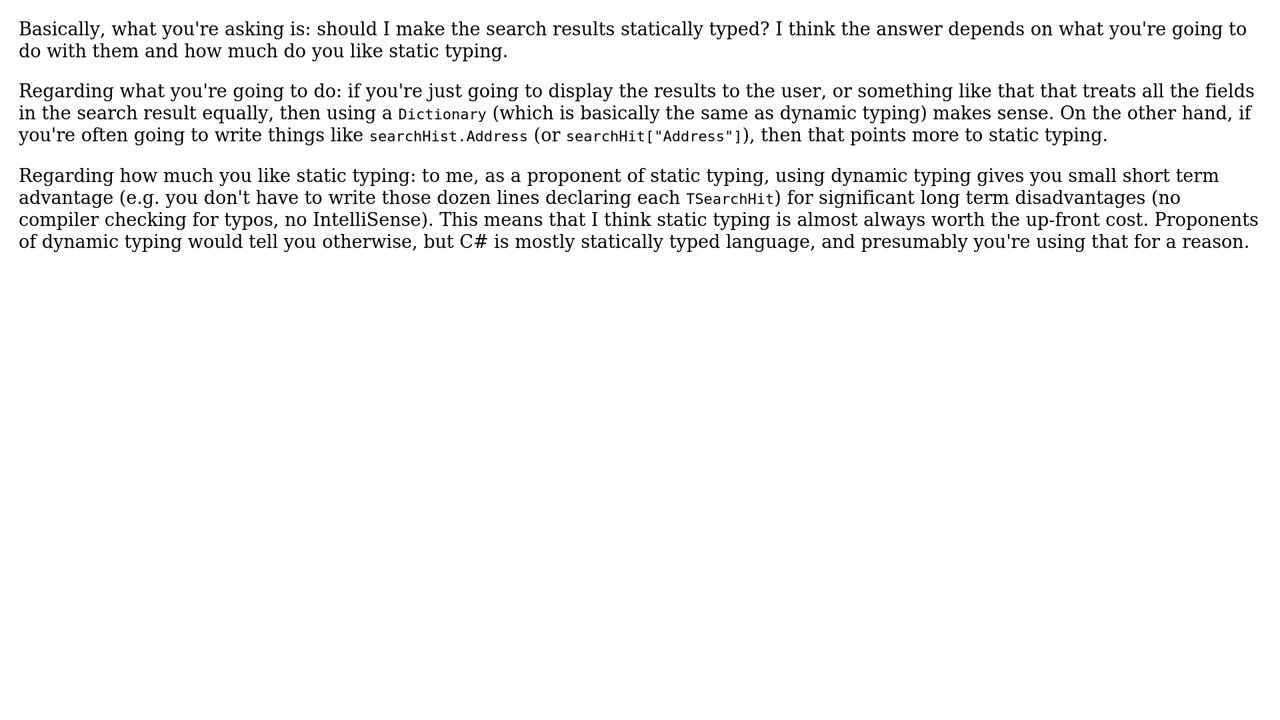 Basically, what you're asking is: should I make the search results statically typed? I think the answer depends on what you're going to
do with them and how much do you like static typing.
Regarding what you're going to do: if you're just going to display the results to the user, or something like that that treats all the fields
in the search result equally, then using a Dictionary (which is basically the same as dynamic typing) makes sense. On the other hand, if
you're often going to write things like searchHist.Address (or searchHit["Address"]), then that points more to static typing.
Regarding how much you like static typing: to me, as a proponent of static typing, using dynamic typing gives you small short term
advantage (e.g. you don't have to write those dozen lines declaring each TSearchHit) for significant long term disadvantages (no
compiler checking for typos, no IntelliSense). This means that I think static typing is almost always worth the up-front cost. Proponents
of dynamic typing would tell you otherwise, but C# is mostly statically typed language, and presumably you're using that for a reason.